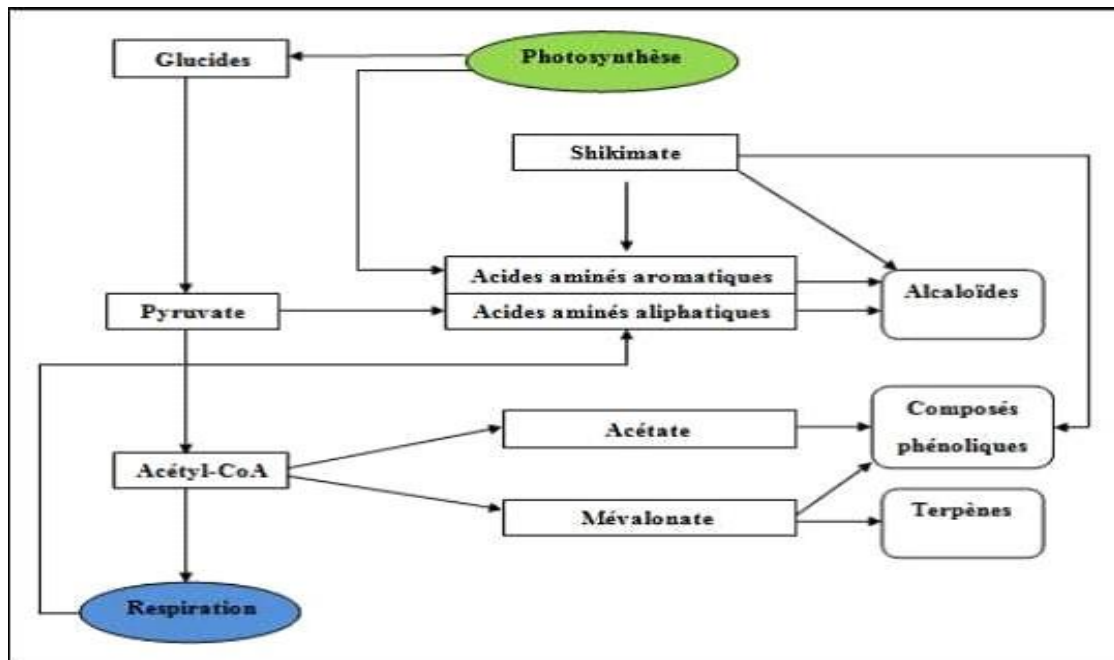 Glucides
Photosynthèse
Shikimate
Acides aminés aromatiques
Alcaloïdes
Pyruvate
Acides aminés aliphatiques
Composés
phénoliques
Acétate
Acétyl-CoA
Mévalonate
Terpènes
Respiration